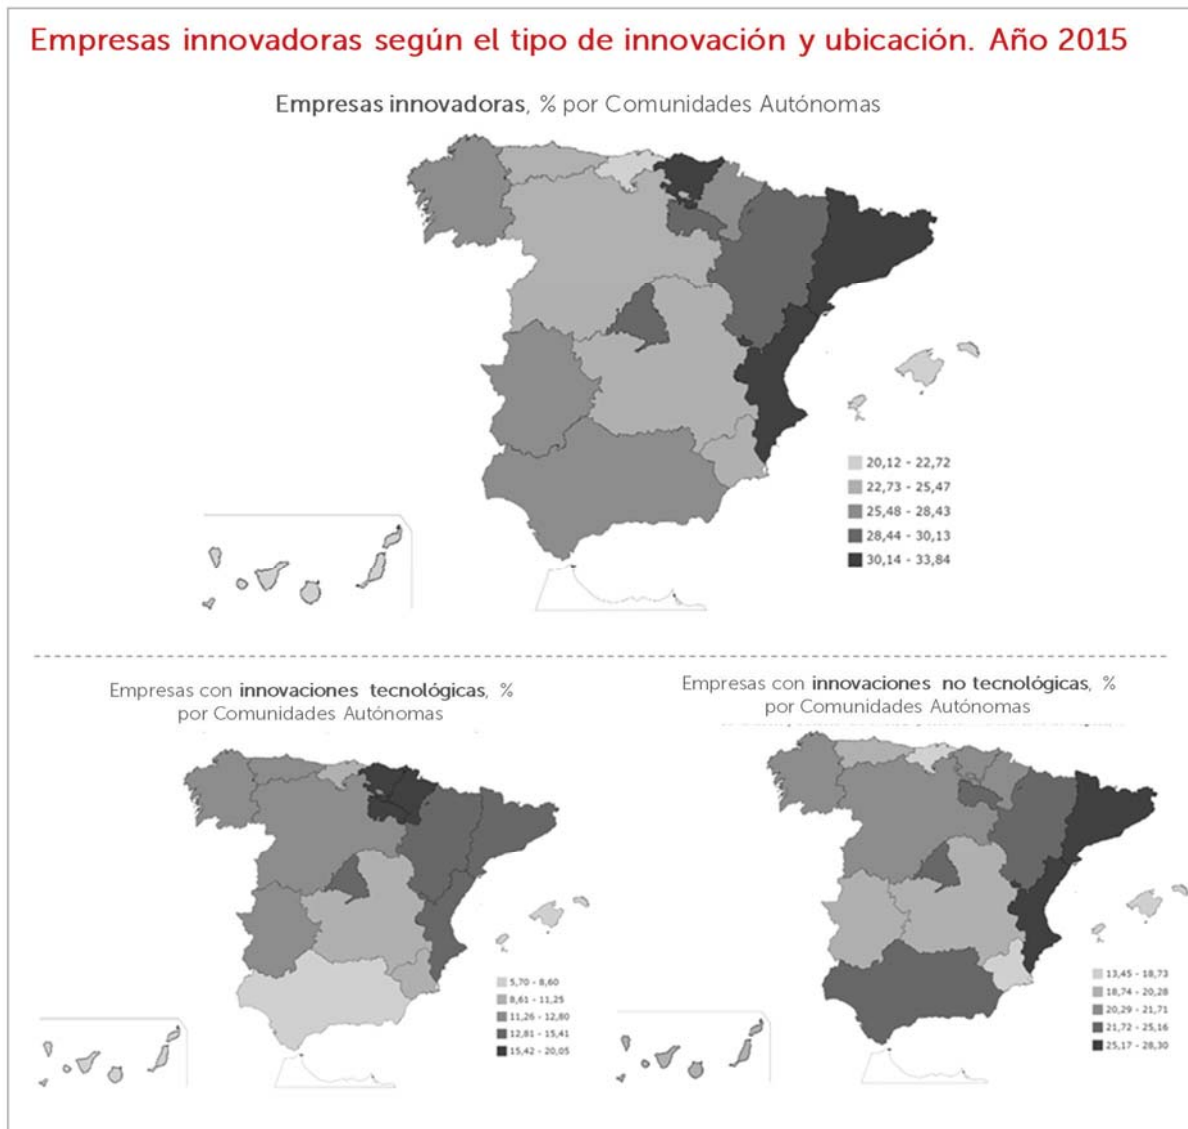 Empresas innovadoras según el tipo de innovación y ubicación. Año 2015
Empresas innovadoras, % por Comunidades Autónomas
20,12 - 22,72
22,73 - 25,47
25,48 - 28,43
28,44 - 30,13
30,14 - 33,84
Empresas con innovaciones tecnológicas, %
por Comunidades Autónomas
5,70 - 8,60
8,61 - 11,25
11,26 - 12,80
12,81 - 15,41
15,42 - 20,05
Empresas con innovaciones no tecnológicas, %
por Comunidades Autónomas
13,45 - 18,73
18,74 - 20,28
20,29 - 21,71
21,72 - 25,16
25,17 - 28,30